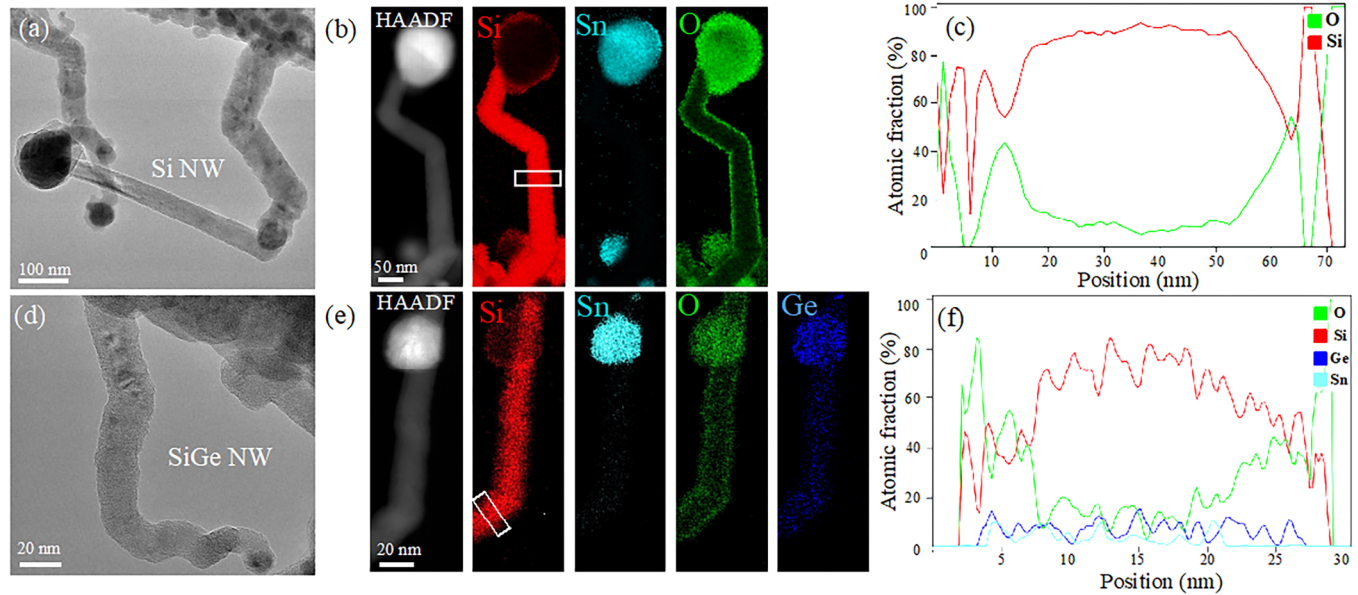 (a)
Si NW
100 nm
(b)
HAADF
Si
Sn
O
50 nm
(c)
O
Si
Atomic fraction (%)
100
80
60
40
20
0
10
20
30
40
50
60
70
Position (nm)
(d)
SiGe NW
20 nm
(e)
HAADF
Si
Sn
O
Ge
20 nm
(f)
O
Si
Ge
Sn
Atomic fraction (%)
100
80
60
40
20
0
5
10
15
20
25
30
Position (nm)